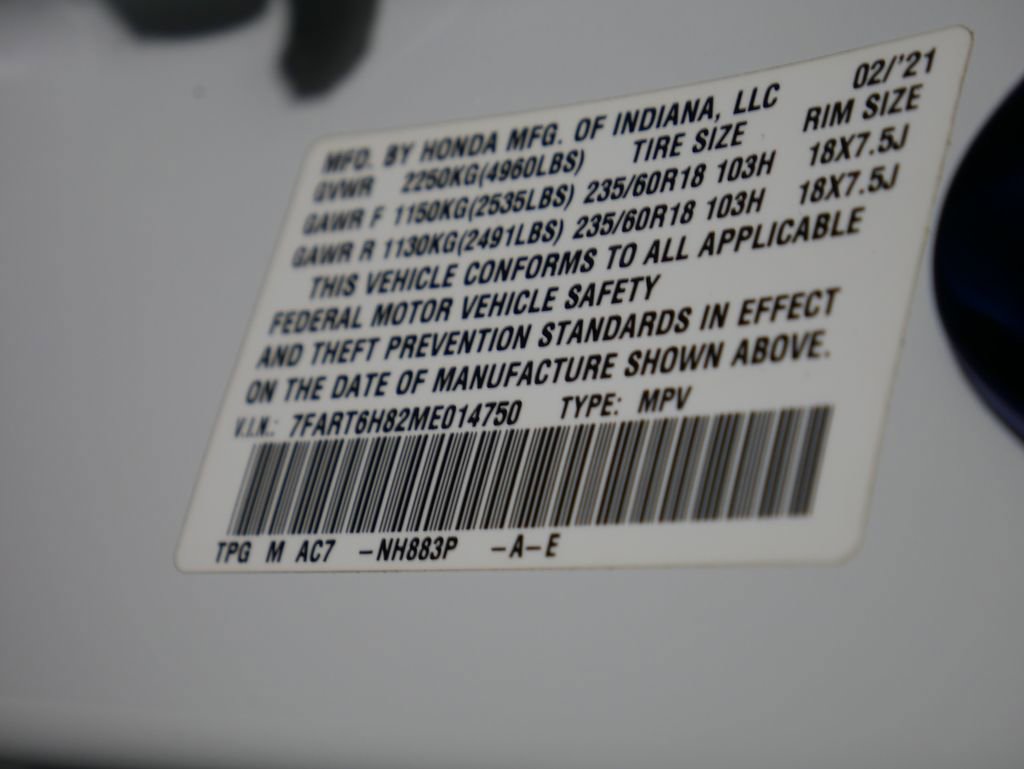 MFD. BY HONDA MFG. OF INDIANA, LLC 02/'21
GVWR 2250KG(4960LBS) TIRE SIZE RIM SIZE
GAWR F 1150KG(2535LBS) 235/60R18 103H 18X7.5J
GAWR R 1130KG(2491LBS) 235/60R18 103H 18X7.5J
THIS VEHICLE CONFORMS TO ALL APPLICABLE
FEDERAL MOTOR VEHICLE SAFETY
AND THEFT PREVENTION STANDARDS IN EFFECT
ON THE DATE OF MANUFACTURE SHOWN ABOVE.
V.I.N.: 7FART6H82ME014750 TYPE: MPV
TPG M AC7 -NH883P -A-E